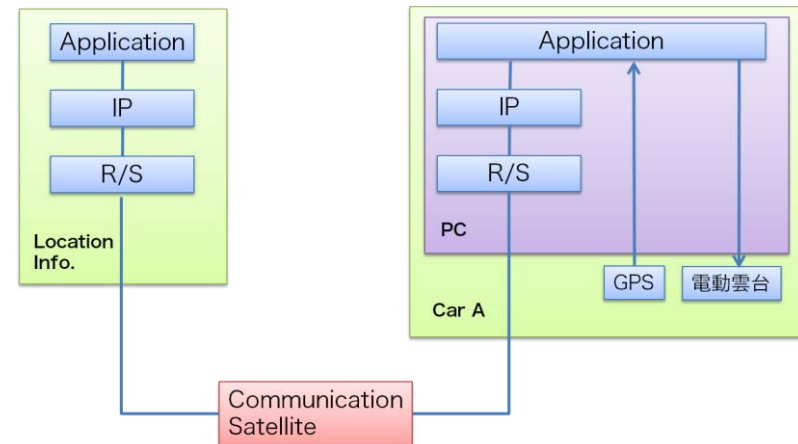 Application
IP
R/S
Location
Info.
Application
IP
R/S
PC
GPS
電動雲台
Car A
Communication
Satellite